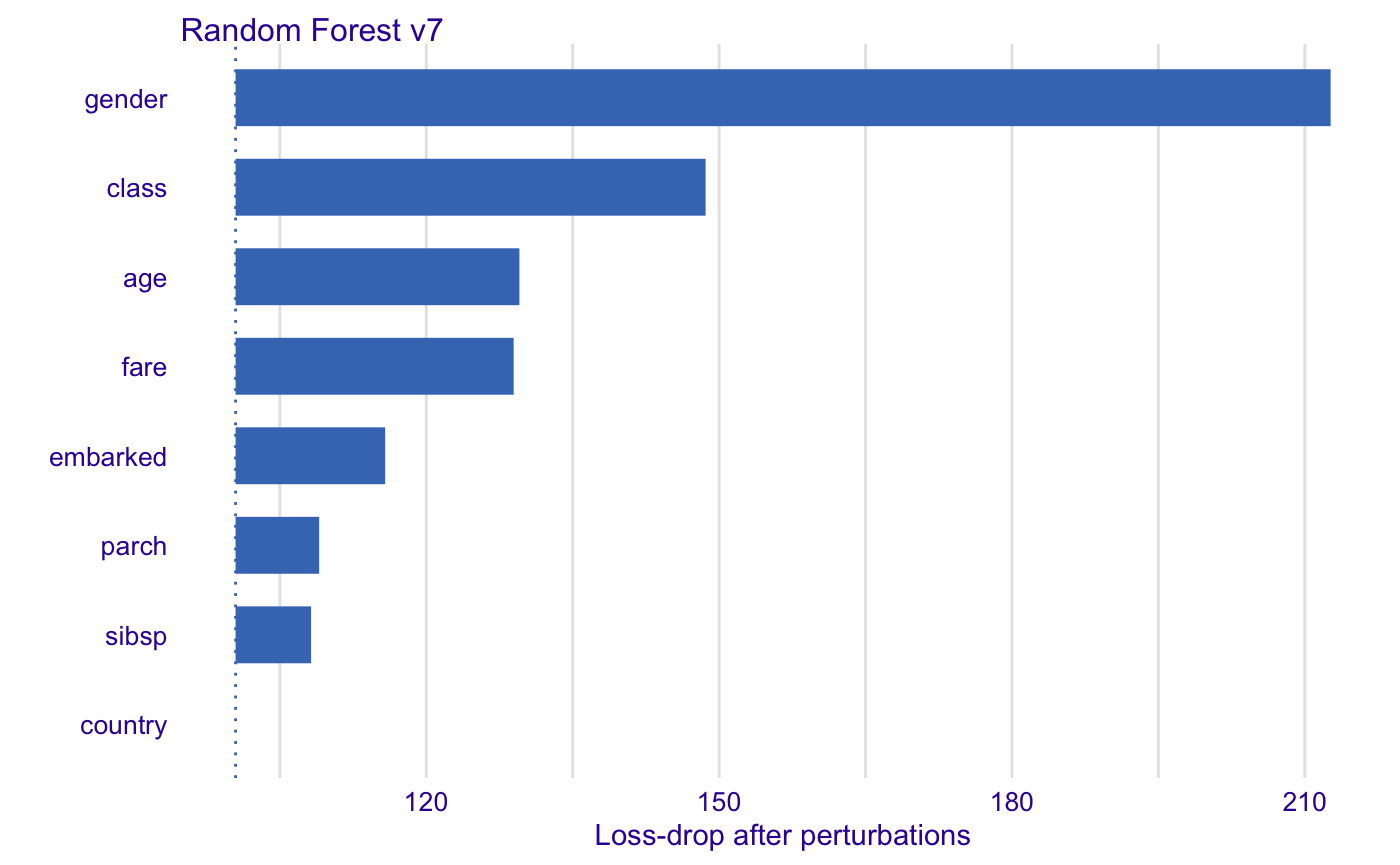 Random Forest v7
gender
class
age
fare
embarked
parch
sibsp
country
120 150 180 210
Loss-drop after perturbations